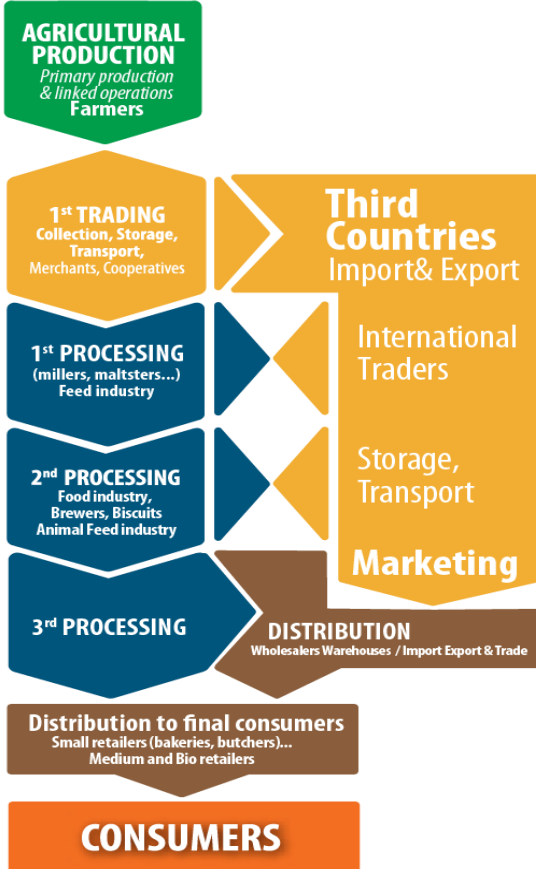 AGRICULTURAL
PRODUCTION
Primary production
& linked operations
Farmers
1st TRADING
Collection, Storage,
Transport,
Merchants, Cooperatives
Third
Countries
Import& Export
1st PROCESSING
(millers, maltsters...)
Feed industry
International
Traders
2nd PROCESSING
Food industry,
Brewers, Biscuits
Animal Feed industry
Storage,
Transport
Marketing
3rd PROCESSING
DISTRIBUTION
Wholesalers Warehouses / Import Export & Trade
Distribution to final consumers
Small retailers (bakeries, butchers)...
Medium and Bio retailers
CONSUMERS